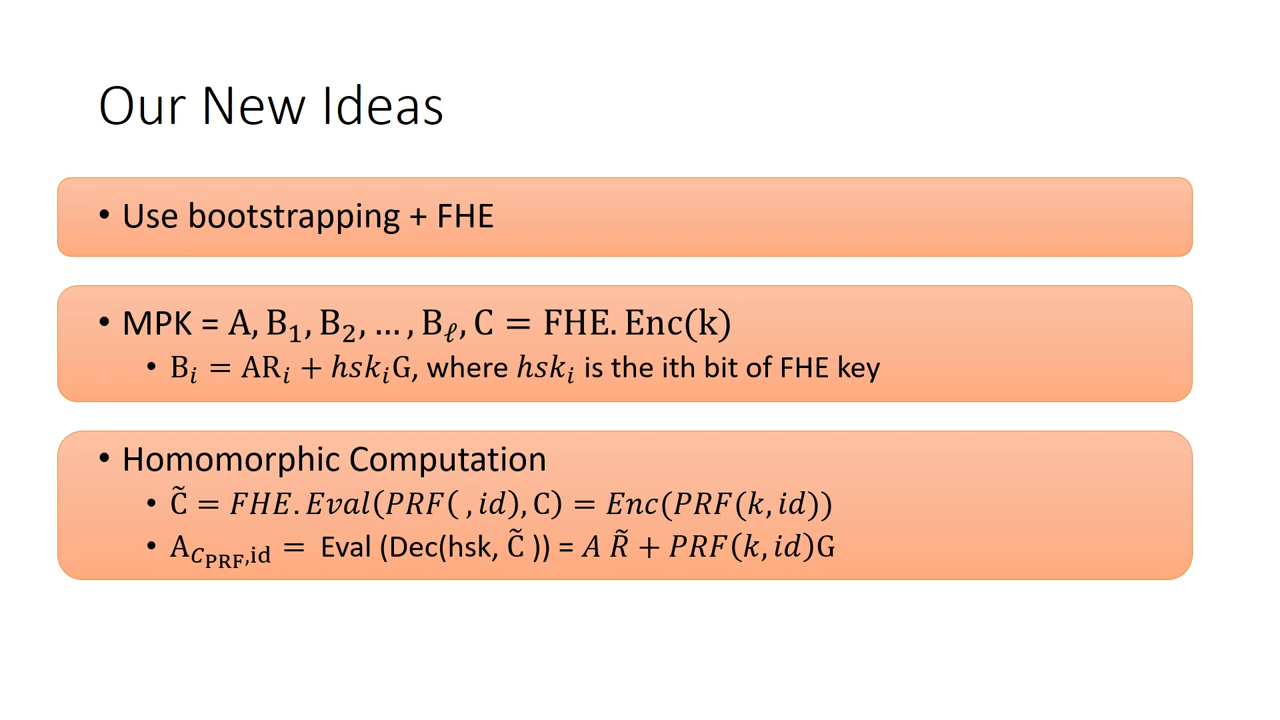 Our New Ideas
• Use bootstrapping + FHE
• MPK = A, B₁, B₂, … , B_ℓ, C = FHE. Enc(k)
• B_i = AR_i + hsk_iG, where hsk_i is the ith bit of FHE key
• Homomorphic Computation
• C̃ = FHE. Eval(PRF( , id), C) = Enc(PRF(k, id))
• A_{C_PRF,id} = Eval (Dec(hsk, C̃ )) = A R̃ + PRF(k, id)G